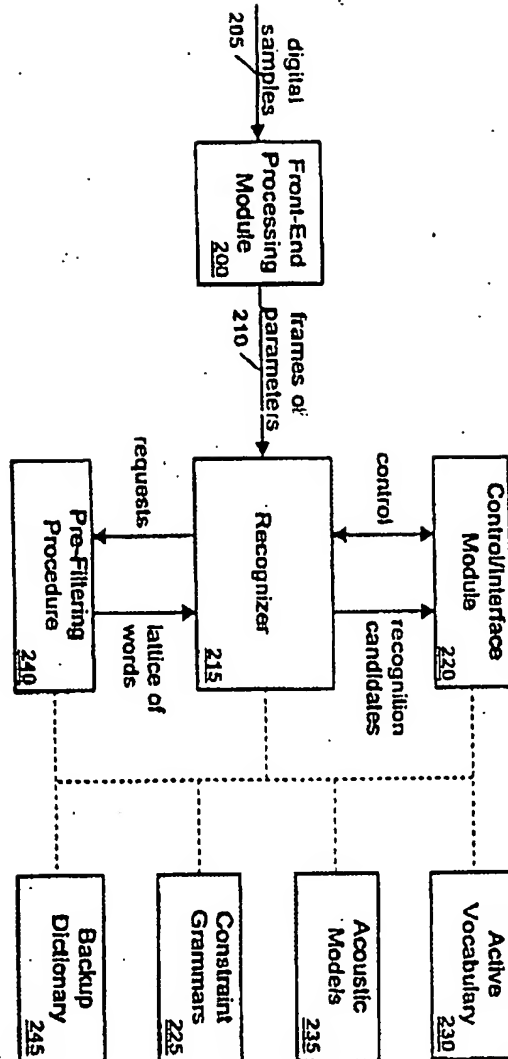 digital
samples
205
Front-End
Processing
Module
200
frames of
parameters
210
Control/Interface
Module
220
control
recognition
candidates
Recognizer
215
requests
lattice of
words
Pre-Filtering
Procedure
240
Active
Vocabulary
230
Acoustic
Models
235
Constraint
Grammars
225
Backup
Dictionary
245